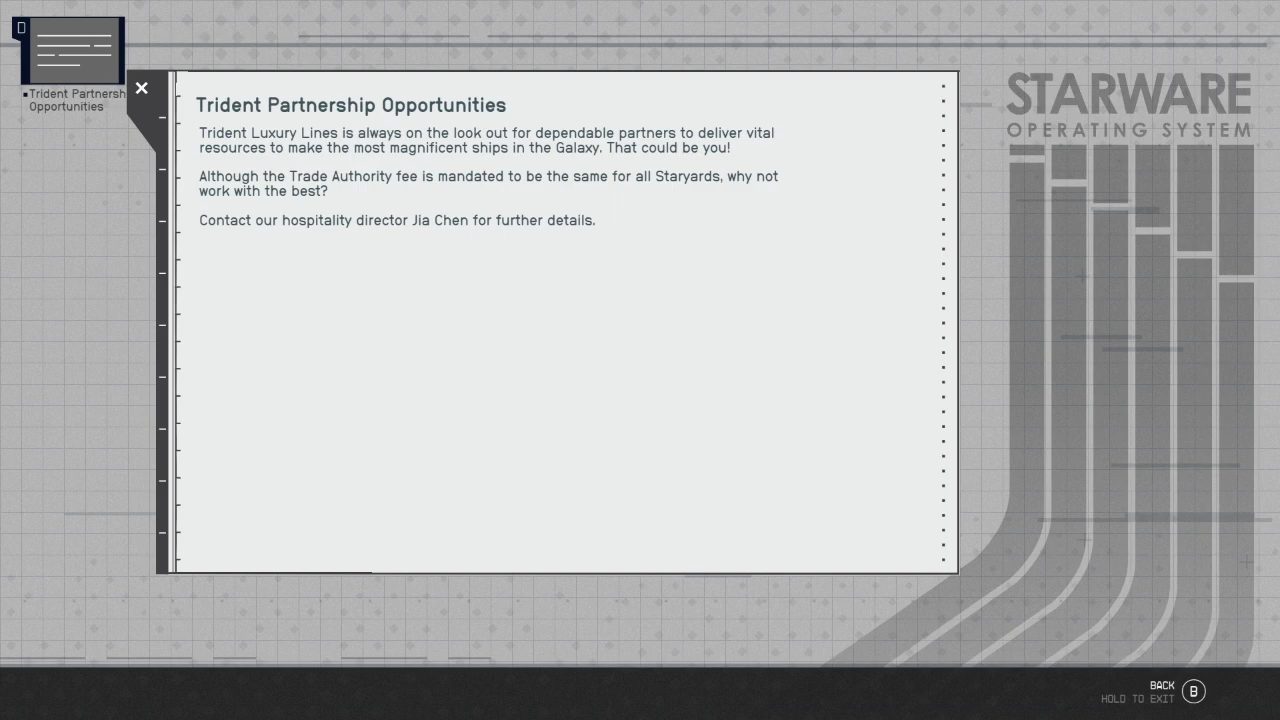 Trident Partnersh
Opportunities
STARWARE
OPERATING SYSTEM
Trident Partnership Opportunities
Trident Luxury Lines is always on the look out for dependable partners to deliver vital
resources to make the most magnificent ships in the Galaxy. That could be you!
Although the Trade Authority fee is mandated to be the same for all Staryards, why not
work with the best?
Contact our hospitality director Jia Chen for further details.
BACK
HOLD TO EXIT
B